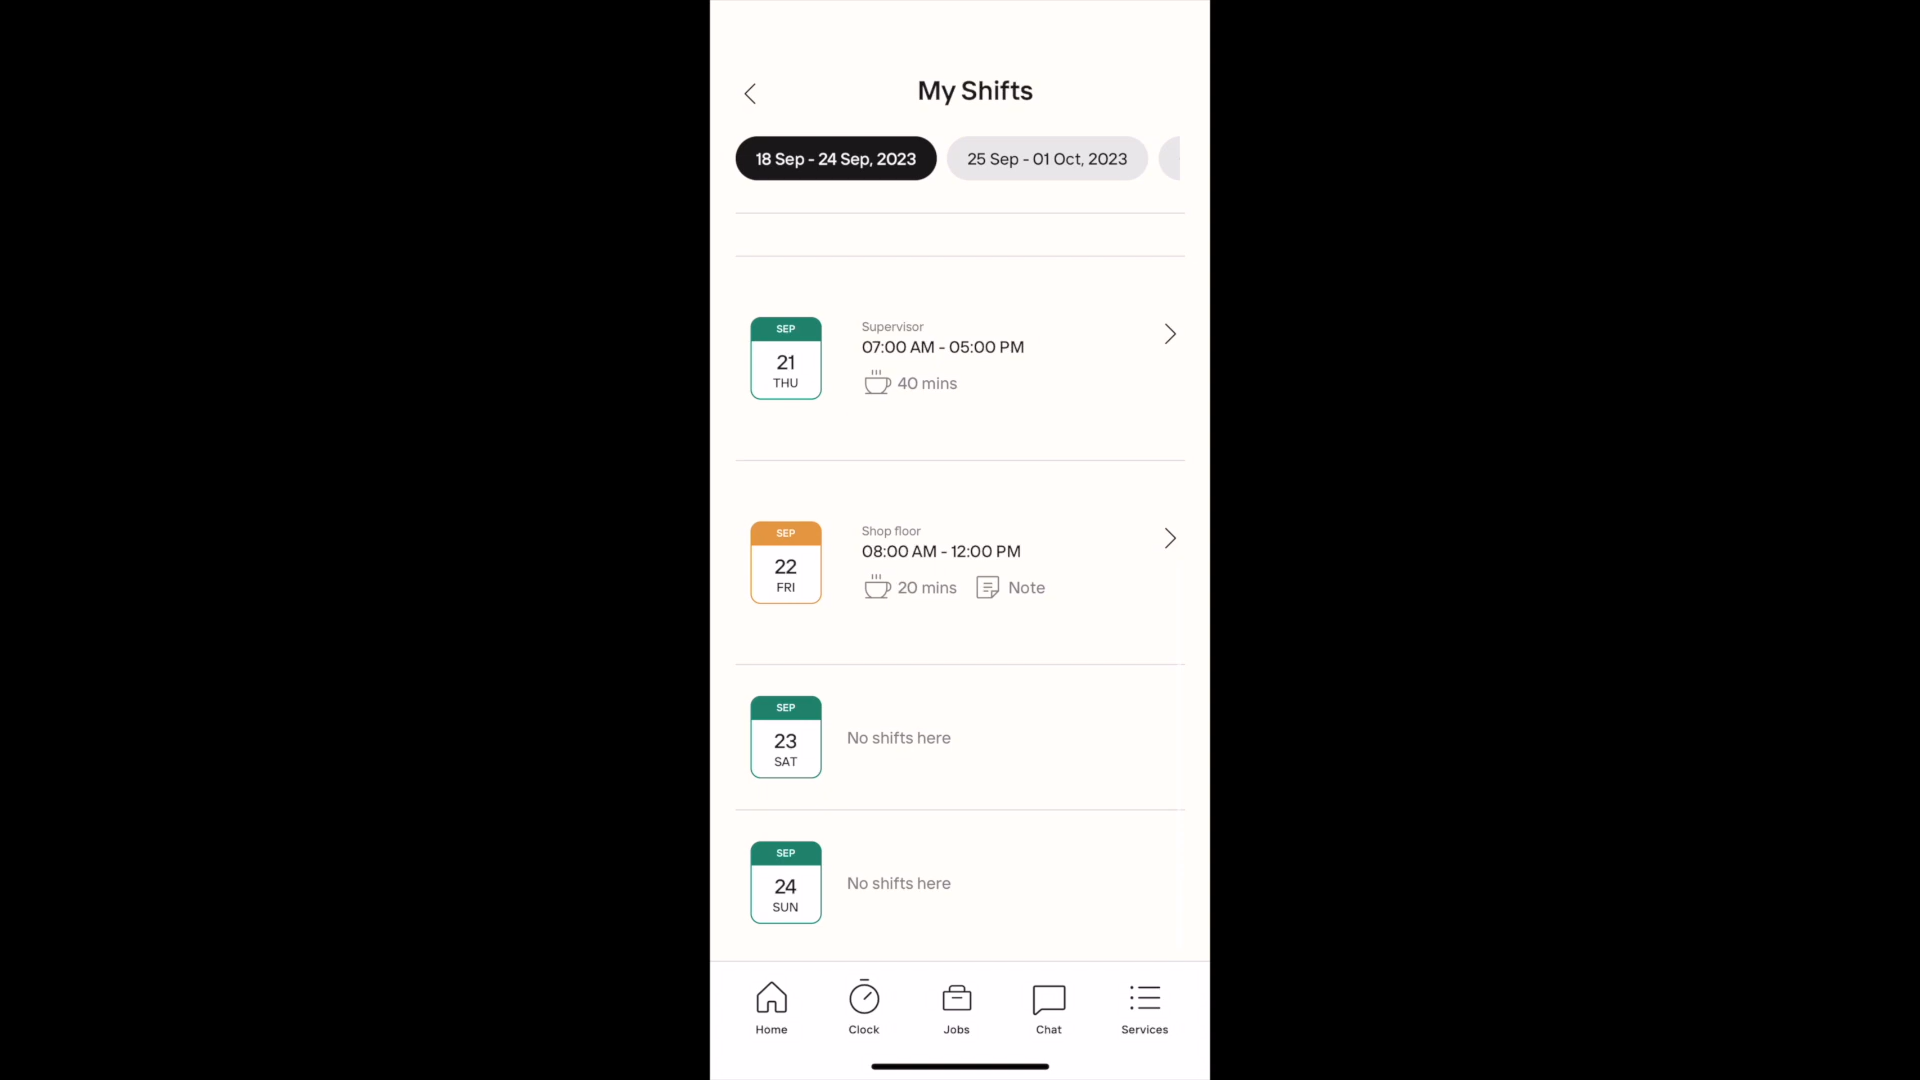 My Shifts
18 Sep - 24 Sep, 2023
25 Sep - 01 Oct, 2023
SEP
21
THU
Supervisor
07:00 AM - 05:00 PM
40 mins
SEP
22
FRI
Shop floor
08:00 AM - 12:00 PM
20 mins Note
SEP
23
SAT
No shifts here
SEP
24
SUN
No shifts here
Home
Clock
Jobs
Chat
Services